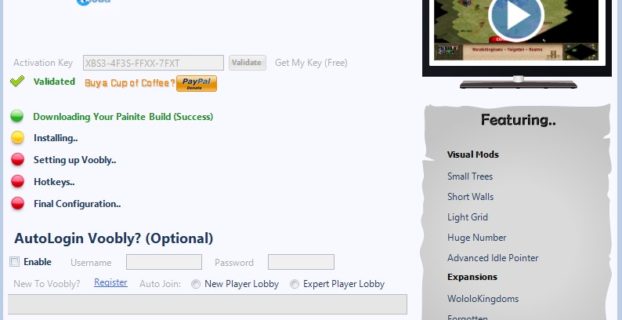 Activation Key XBS3-4F3S-FFXX-7FXT Validate Get My Key (Free)
Validated Buy a Cup of Coffee? PayPal
Donate
Downloading Your Painite Build (Success)
Installing..
Setting up Voobly..
Hotkeys..
Final Configuration..
AutoLogin Voobly? (Optional)
Enable Username Password
New To Voobly? Register Auto Join: New Player Lobby Expert Player Lobby
Featuring..
Visual Mods
Small Trees
Short Walls
Light Grid
Huge Number
Advanced Idle Pointer
Expansions
WololoKingdoms
Forgotten